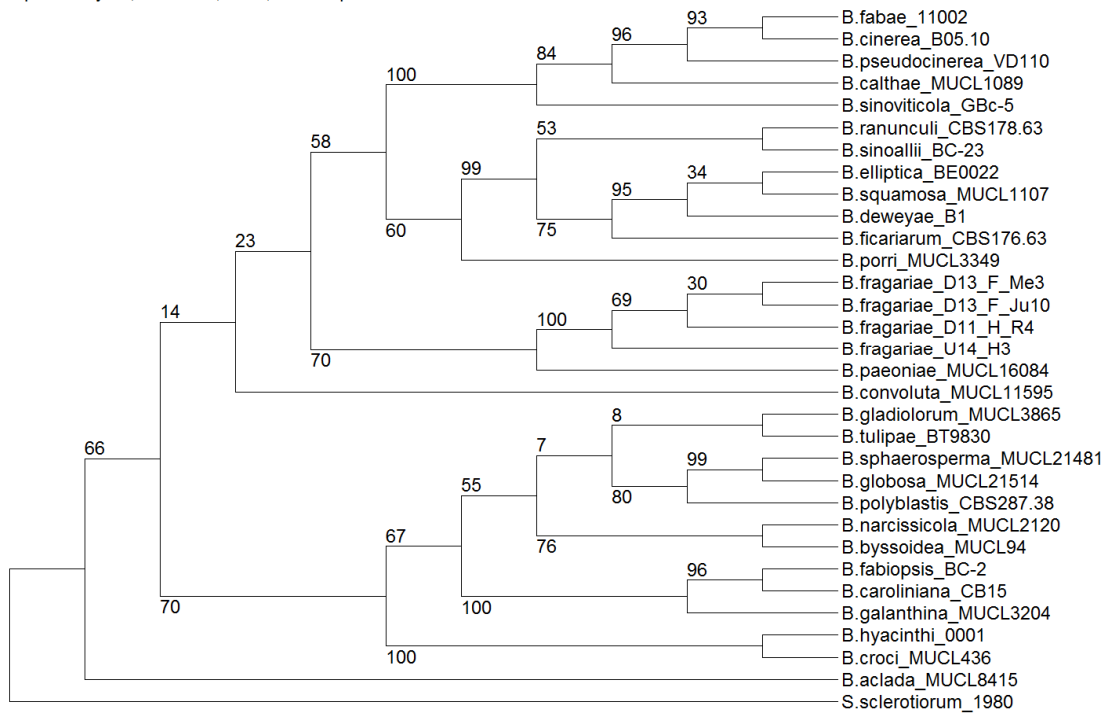 93
B.fabae_11002
96
B.cinerea_B05.10
84
B.pseudocinerea_VD110
100
B.calthae_MUCL1089
B.sinoviticola_GBc-5
58
53
B.ranunculi_CBS178.63
B.sinoallii_BC-23
99
34
B.elliptica_BE0022
95
B.squamosa_MUCL1107
60
75
B.deweyae_B1
23
B.ficariarum_CBS176.63
B.porri_MUCL3349
30
B.fragariae_D13_F_Me3
14
69
B.fragariae_D13_F_Ju10
100
B.fragariae_D11_H_R4
70
B.fragariae_U14_H3
B.paeoniae_MUCL16084
B.convoluta_MUCL11595
8
B.gladiolorum_MUCL3865
66
7
B.tulipae_BT9830
99
B.sphaerosperma_MUCL21481
55
80
B.globosa_MUCL21514
B.polyblastis_CBS287.38
67
76
B.narcissicola_MUCL2120
B.byssoidea_MUCL94
96
B.fabiopsis_BC-2
70
100
B.caroliniana_CB15
B.galanthina_MUCL3204
B.hyacinthi_0001
100
B.croci_MUCL436
B.aclada_MUCL8415
S.sclerotiorum_1980